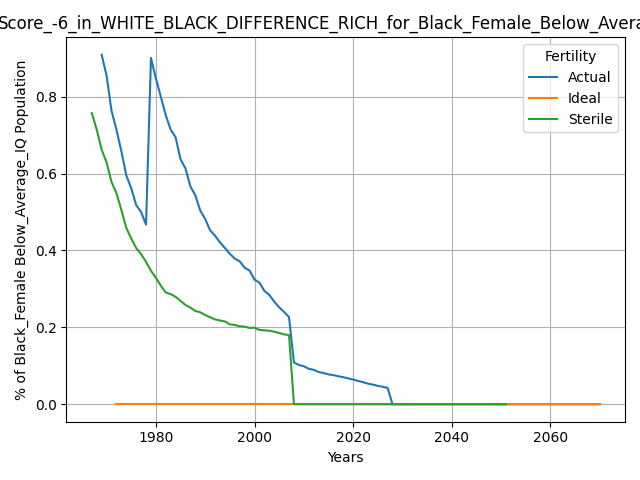 Score_-6_in_WHITE_BLACK_DIFFERENCE_RICH_for_Black_Female_Below_Avera
Fertility
Actual
Ideal
Sterile
% of Black_Female Below_Average_IQ Population
0.8
0.6
0.4
0.2
0.0
1980 2000 2020 2040 2060
Years